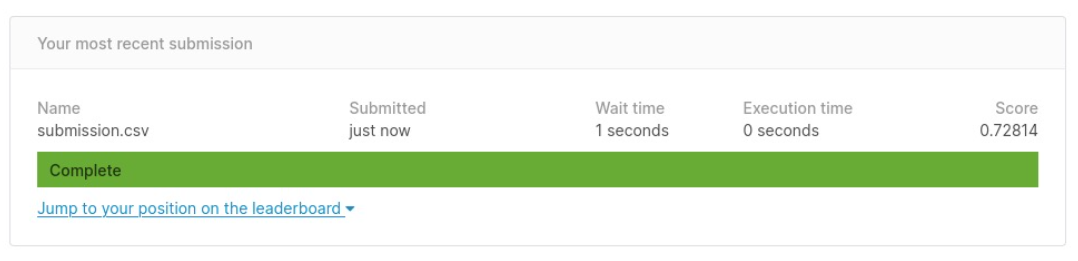 Your most recent submission
Name Submitted Wait time Execution time Score
submission.csv just now 1 seconds 0 seconds 0.72814
Complete
Jump to your position on the leaderboard